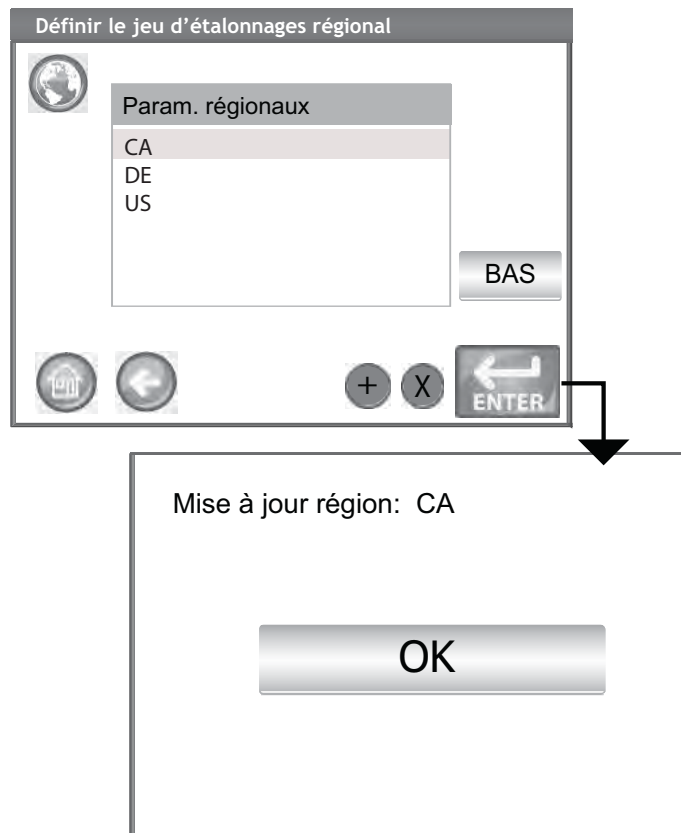 Définir le jeu d'étalonnages régional
Param. régionaux
CA
DE
US
BAS
+ X ENTER
Mise à jour région: CA
OK